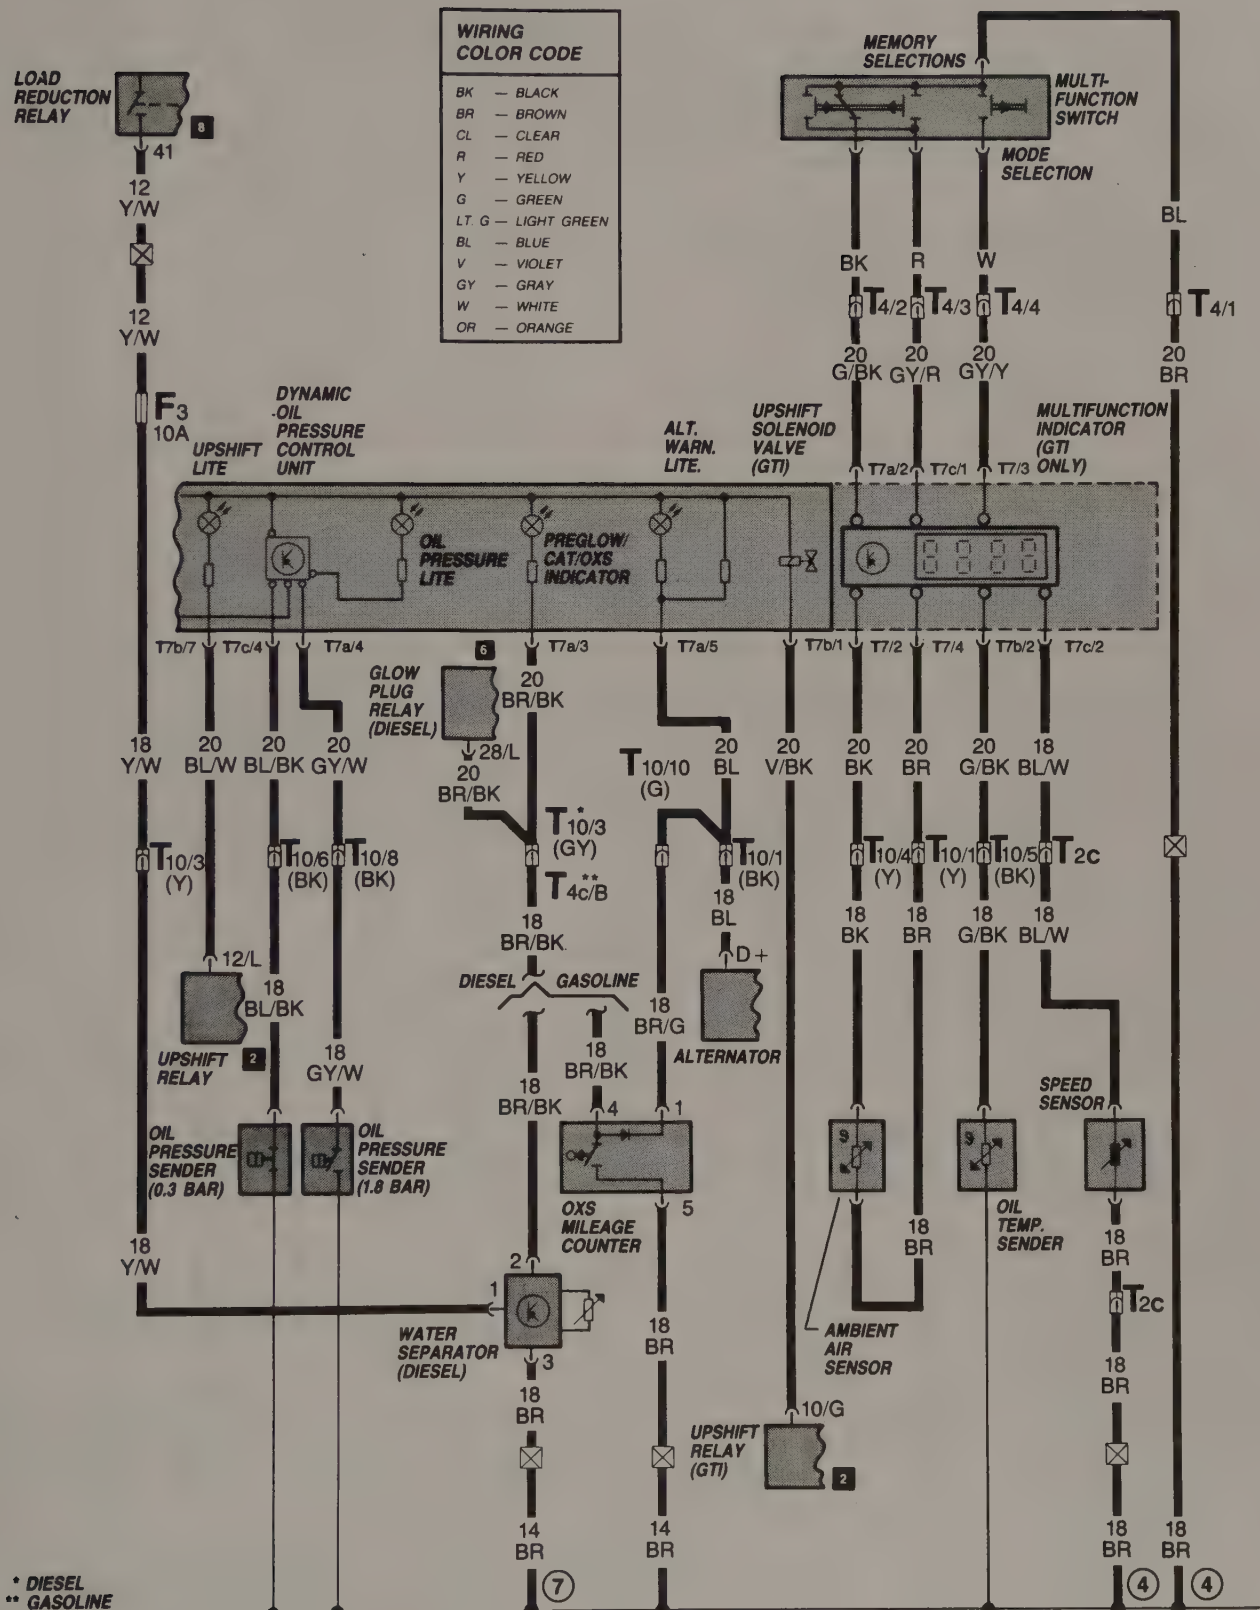 WIRING
COLOR CODE
BK — BLACK
BR — BROWN
CL — CLEAR
R — RED
Y — YELLOW
G — GREEN
LT. G — LIGHT GREEN
BL — BLUE
V — VIOLET
GY — GRAY
W — WHITE
OR — ORANGE
LOAD
REDUCTION
RELAY
8
41
12
Y/W
12
Y/W
F3
10A
MEMORY
SELECTIONS
MULTI-
FUNCTION
SWITCH
MODE
SELECTION
BL
BK
R
W
T4/2
T4/3
T4/4
T4/1
20
G/BK
20
GY/R
20
GY/Y
20
BR
UPSHIFT
LITE
DYNAMIC
OIL
PRESSURE
CONTROL
UNIT
ALT.
WARN.
LITE.
UPSHIFT
SOLENOID
VALVE
(GTI)
MULTIFUNCTION
INDICATOR
(GTI
ONLY)
T7a/2
T7c/1
T7/3
OIL
PRESSURE
LITE
PREGLOW/
CAT/OXS
INDICATOR
T7b/7
T7c/4
T7a/4
T7a/3
T7a/5
T7b/1
T7/2
T7/4
T7b/2
T7c/2
6
GLOW
PLUG
RELAY
(DIESEL)
28/L
20
BR/BK
20
BR/BK
18
Y/W
20
BL/W
20
BL/BK
20
GY/W
T10/10
(G)
20
BL
20
V/BK
20
BK
20
BR
20
G/BK
18
BL/W
T10/3
(Y)
T10/6
(BK)
T10/8
(BK)
T*10/3
(GY)
T**4c/B
T10/1
(BK)
T10/4
(Y)
T10/1
(Y)
T10/5
(BK)
T2c
18
BR/BK
18
BL
D+
18
BK
18
BR
18
G/BK
18
BL/W
12/L
UPSHIFT
RELAY
2
18
BL/BK
18
GY/W
DIESEL
GASOLINE
18
BR/BK
18
BR/BK
18
BR/G
ALTERNATOR
OIL
PRESSURE
SENDER
(0.3 BAR)
OIL
PRESSURE
SENDER
(1.8 BAR)
4
1
5
OXS
MILEAGE
COUNTER
SPEED
SENSOR
18
BR
OIL
TEMP.
SENDER
18
BR
T2c
18
Y/W
2
1
3
WATER
SEPARATOR
(DIESEL)
18
BR
AMBIENT
AIR
SENSOR
18
BR
18
BR
10/G
UPSHIFT
RELAY
(GTI)
2
14
BR
14
BR
18
BR
18
BR
7
4
4
* DIESEL
** GASOLINE